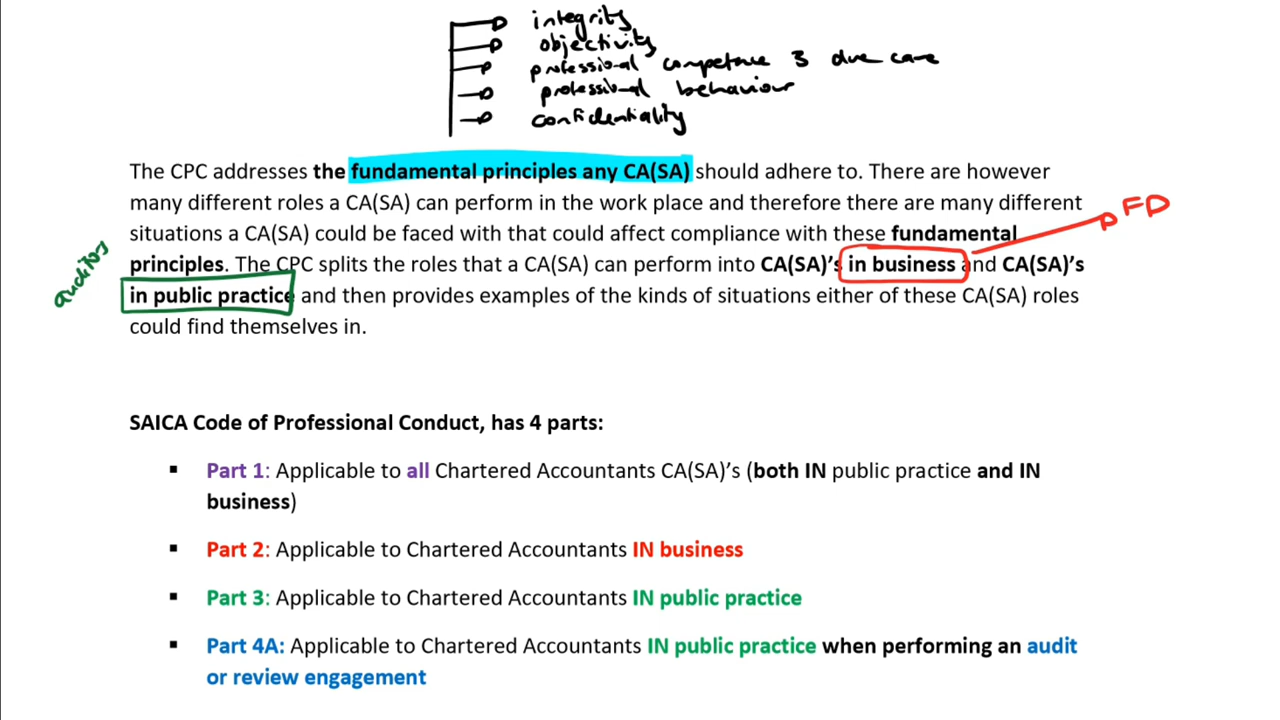 integrity
objectivity
professional competence & due care
professional behaviour
confidentiality
The CPC addresses the fundamental principles any CA(SA) should adhere to. There are however
many different roles a CA(SA) can perform in the work place and therefore there are many different
situations a CA(SA) could be faced with that could affect compliance with these fundamental
FD
principles. The CPC splits the roles that a CA(SA) can perform into CA(SA)'s in business and CA(SA)'s
auditos
in public practice and then provides examples of the kinds of situations either of these CA(SA) roles
could find themselves in.
SAICA Code of Professional Conduct, has 4 parts:
▪ Part 1: Applicable to all Chartered Accountants CA(SA)'s (both IN public practice and IN
business)
▪ Part 2: Applicable to Chartered Accountants IN business
▪ Part 3: Applicable to Chartered Accountants IN public practice
▪ Part 4A: Applicable to Chartered Accountants IN public practice when performing an audit
or review engagement